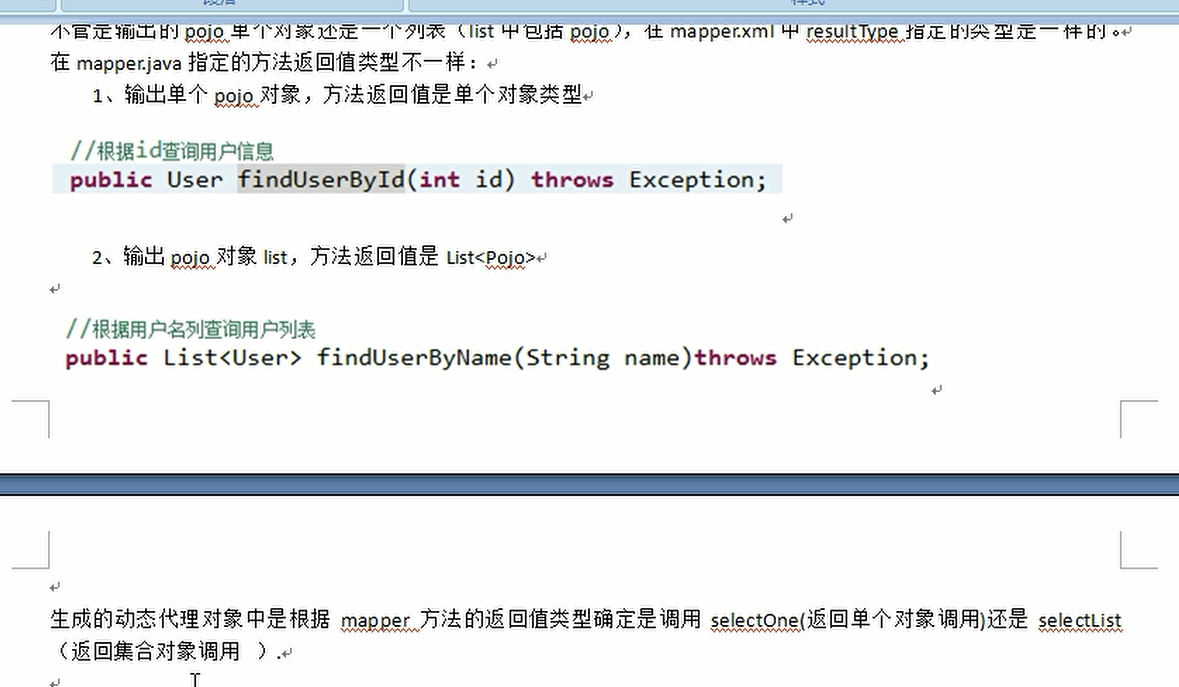 段落
样式
不管是输出的 pojo 单个对象还是一个列表（list 中包括 pojo），在 mapper.xml 中 resultType 指定的类型是一样的。
在 mapper.java 指定的方法返回值类型不一样：
1、输出单个 pojo 对象，方法返回值是单个对象类型
//根据id查询用户信息
public User findUserById(int id) throws Exception;
2、输出 pojo 对象 list，方法返回值是 List<Pojo>
//根据用户名列查询用户列表
public List<User> findUserByName(String name)throws Exception;
生成的动态代理对象中是根据 mapper 方法的返回值类型确定是调用 selectOne(返回单个对象调用)还是 selectList
（返回集合对象调用 ）.